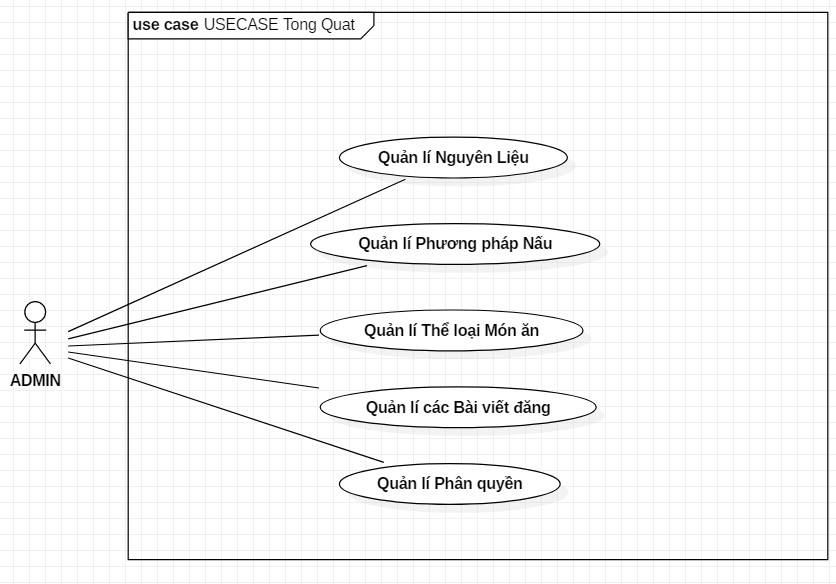 use case USECASE Tong Quat
Quản lí Nguyên Liệu
Quản lí Phương pháp Nấu
Quản lí Thể loại Món ăn
ADMIN
Quản lí các Bài viết đăng
Quản lí Phân quyền